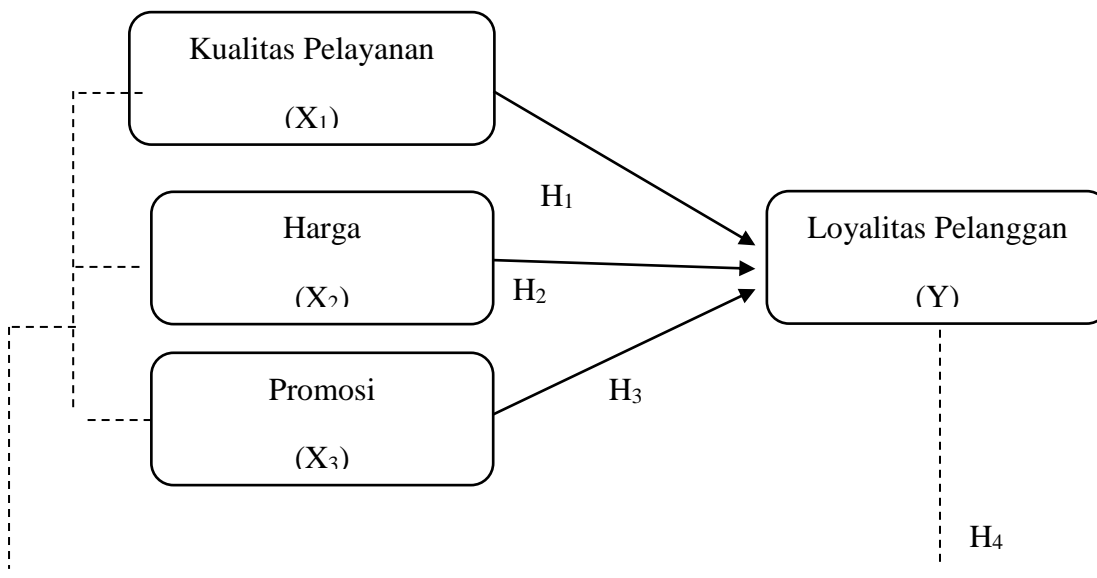 Kualitas Pelayanan
(X₁)
H₁
Harga
(X₂)
H₂
Loyalitas Pelanggan
(Y)
Promosi
(X₃)
H₃
H₄